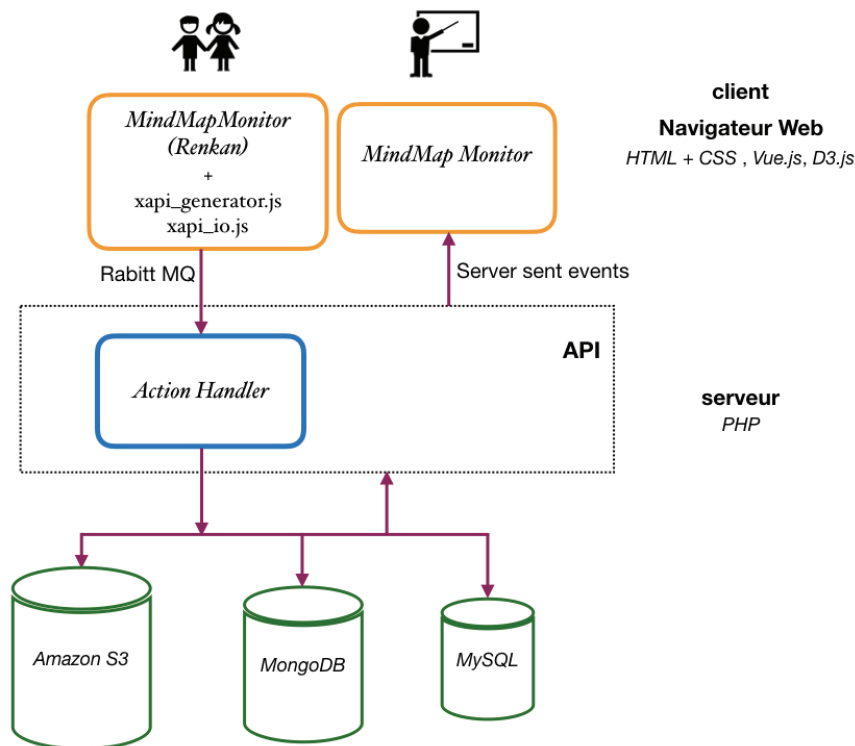 MindMapMonitor
(Renkan)
+
xapi_generator.js
xapi_io.js
MindMap Monitor
client
Navigateur Web
HTML + CSS , Vue.js, D3.js
Rabitt MQ
Server sent events
API
Action Handler
serveur
PHP
Amazon S3
MongoDB
MySQL